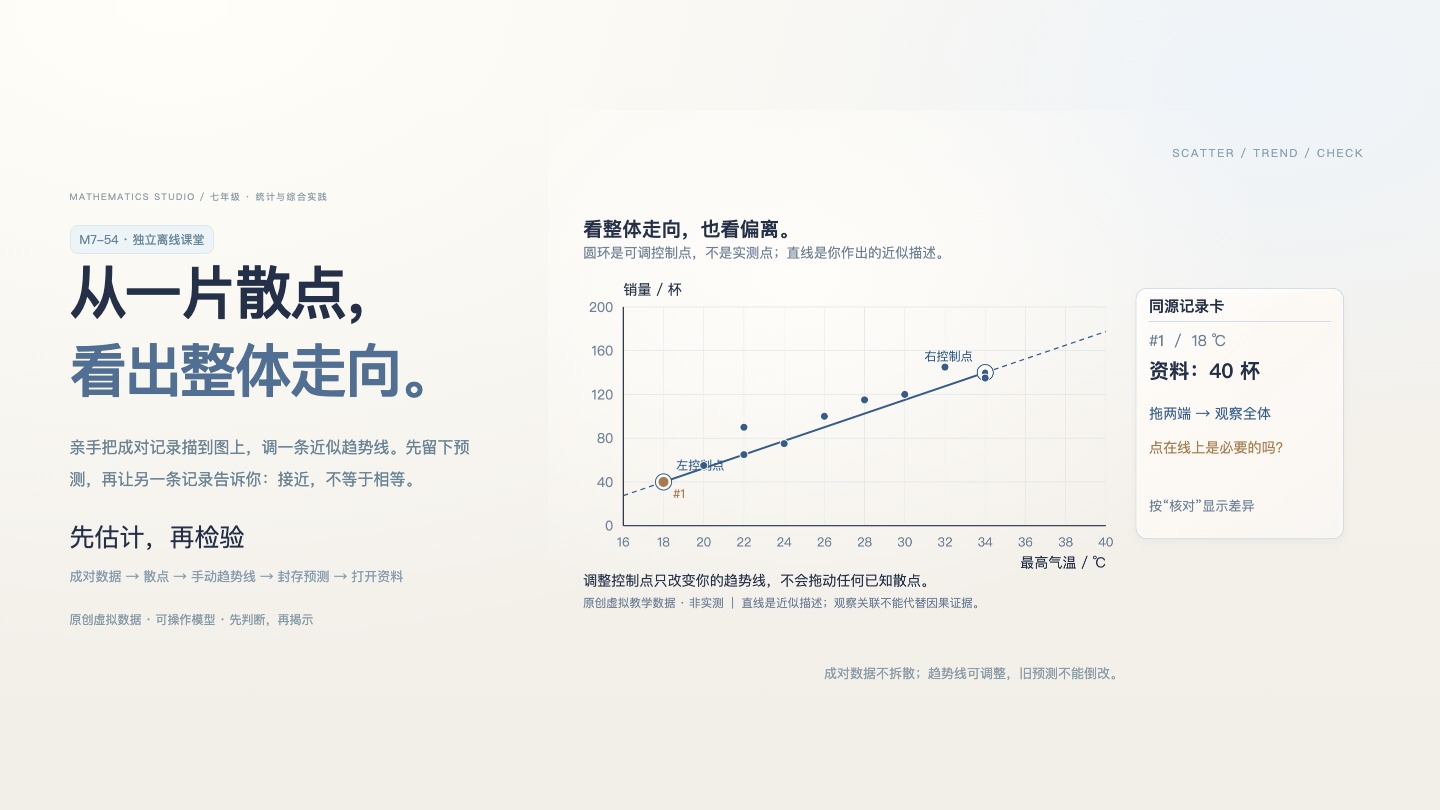 SCATTER / TREND / CHECK
MATHEMATICS STUDIO / 七年级 · 统计与综合实践
M7–54 · 独立离线课堂
从一片散点，
看出整体走向。
亲手把成对记录描到图上，调一条近似趋势线。先留下预
测，再让另一条记录告诉你：接近，不等于相等。
先估计，再检验
成对数据 → 散点 → 手动趋势线 → 封存预测 → 打开资料
原创虚拟数据 · 可操作模型 · 先判断，再揭示
看整体走向，也看偏离。
圆环是可调控制点，不是实测点；直线是你作出的近似描述。
销量 / 杯
200
160
120
80
40
0
右控制点
左控制点
#1
16 18 20 22 24 26 28 30 32 34 36 38 40
最高气温 / ℃
调整控制点只改变你的趋势线，不会拖动任何已知散点。
原创虚拟教学数据 · 非实测 | 直线是近似描述；观察关联不能代替因果证据。
同源记录卡
#1 / 18 ℃
资料：40 杯
拖两端 → 观察全体
点在线上是必要的吗？
按“核对”显示差异
成对数据不拆散；趋势线可调整，旧预测不能倒改。